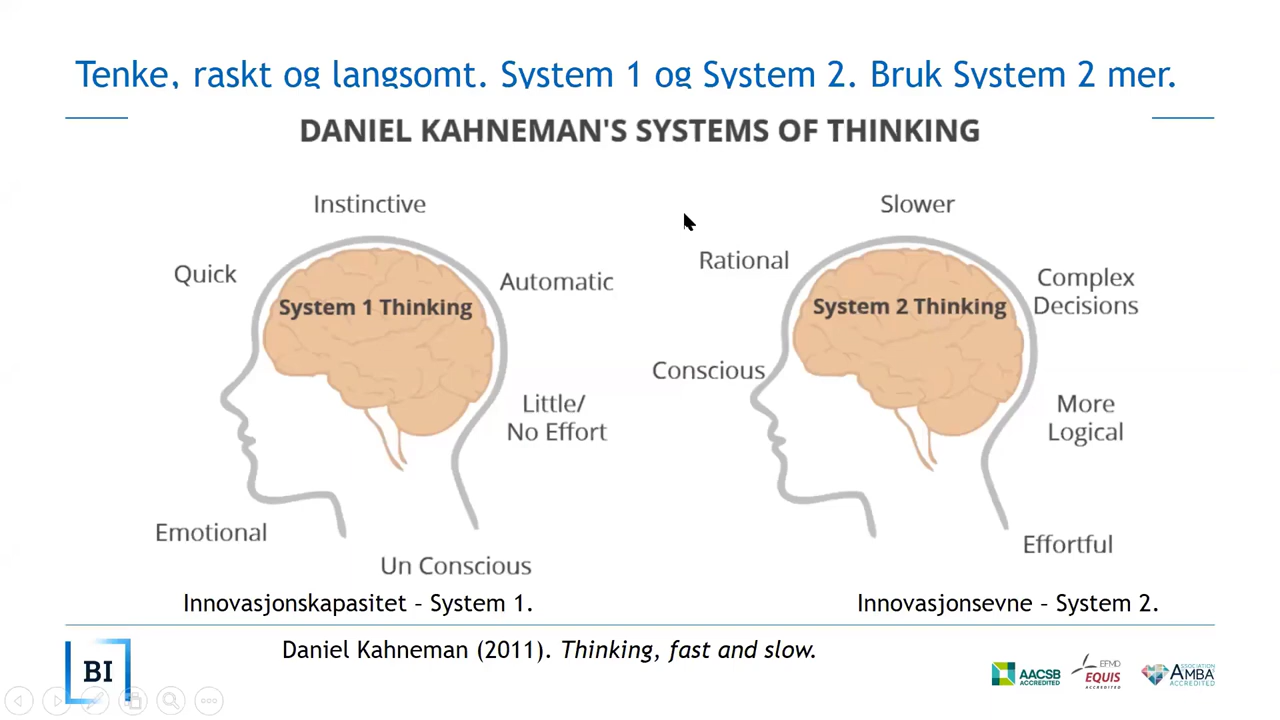 Tenke, raskt og langsomt. System 1 og System 2. Bruk System 2 mer.
DANIEL KAHNEMAN'S SYSTEMS OF THINKING
Instinctive
Quick
Automatic
System 1 Thinking
Little/
No Effort
Emotional
Un Conscious
Slower
Rational
Complex
Decisions
System 2 Thinking
Conscious
More
Logical
Effortful
Innovasjonskapasitet – System 1.
Innovasjonsevne – System 2.
Daniel Kahneman (2011). Thinking, fast and slow.
BI
AACSB
ACCREDITED
EFMD
EQUIS
ACCREDITED
ASSOCIATION
AMBA
ACCREDITED